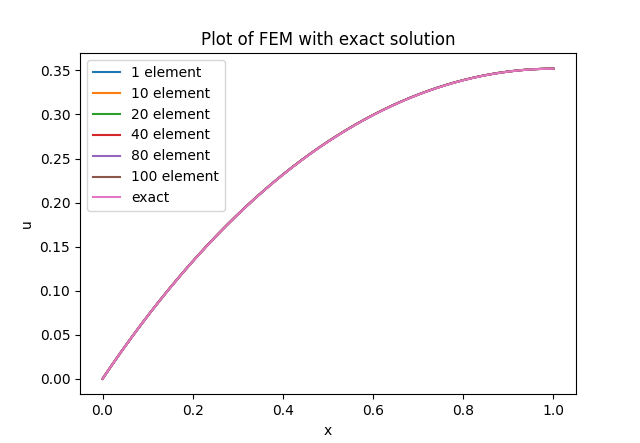 Plot of FEM with exact solution
0.35
0.30
0.25
0.20
0.15
0.10
0.05
0.00
u
1 element
10 element
20 element
40 element
80 element
100 element
exact
0.0 0.2 0.4 0.6 0.8 1.0
x